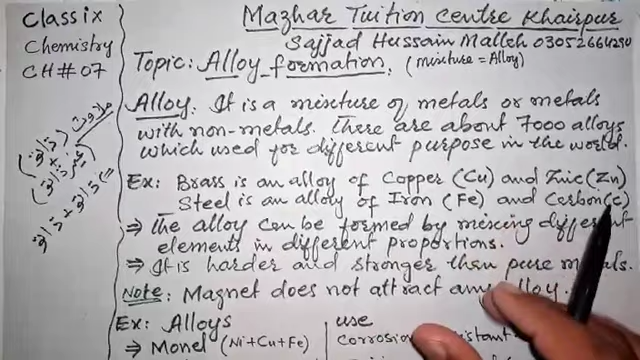 Class ix
Chemistry
CH # 07
Mazhar Tuition Centre Khairpur
Sajjad Hussain Malleh
Topic: Alloy formation. (mixture = Alloy)
Alloy. It is a mixture of metals or metals
with non-metals. There are about 7000 alloys
which used for different purpose in the world.
Ex: Brass is an alloy of Copper (Cu) and Zinc (Zn)
Steel is an alloy of Iron (Fe) and Carbon (C)
⇒ The alloy can be formed by mixing different
elements in different proportions.
⇒ It is harder and stronger than pure metals.
Note: Magnet does not attract any alloy.
Ex: Alloys
use
⇒ Monel (Ni+Cu+Fe)
corrosion